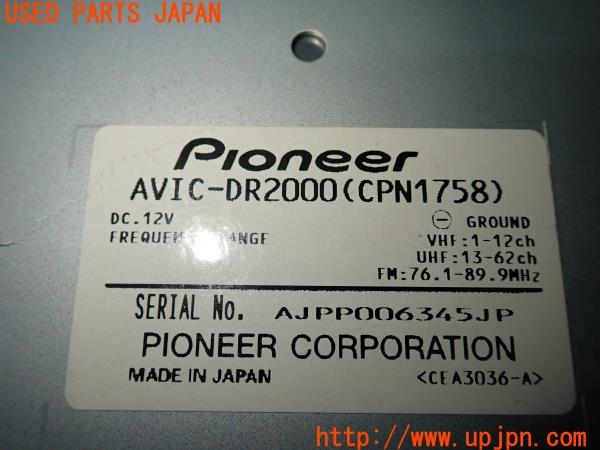 USED PARTS JAPAN
Pioneer
AVIC-DR2000(CPN1758)
DC.12V ⊖ GROUND
VHF:1-12ch
UHF:13-62ch
FM:76.1-89.9MHz
SERIAL No. AJPP006345JP
PIONEER CORPORATION
MADE IN JAPAN <CEA3036-A>
http://www.upjpn.com/